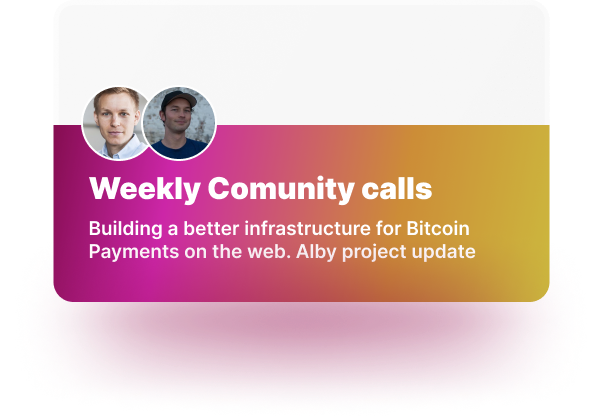 Weekly Comunity calls
Building a better infrastructure for Bitcoin
Payments on the web. Alby project update